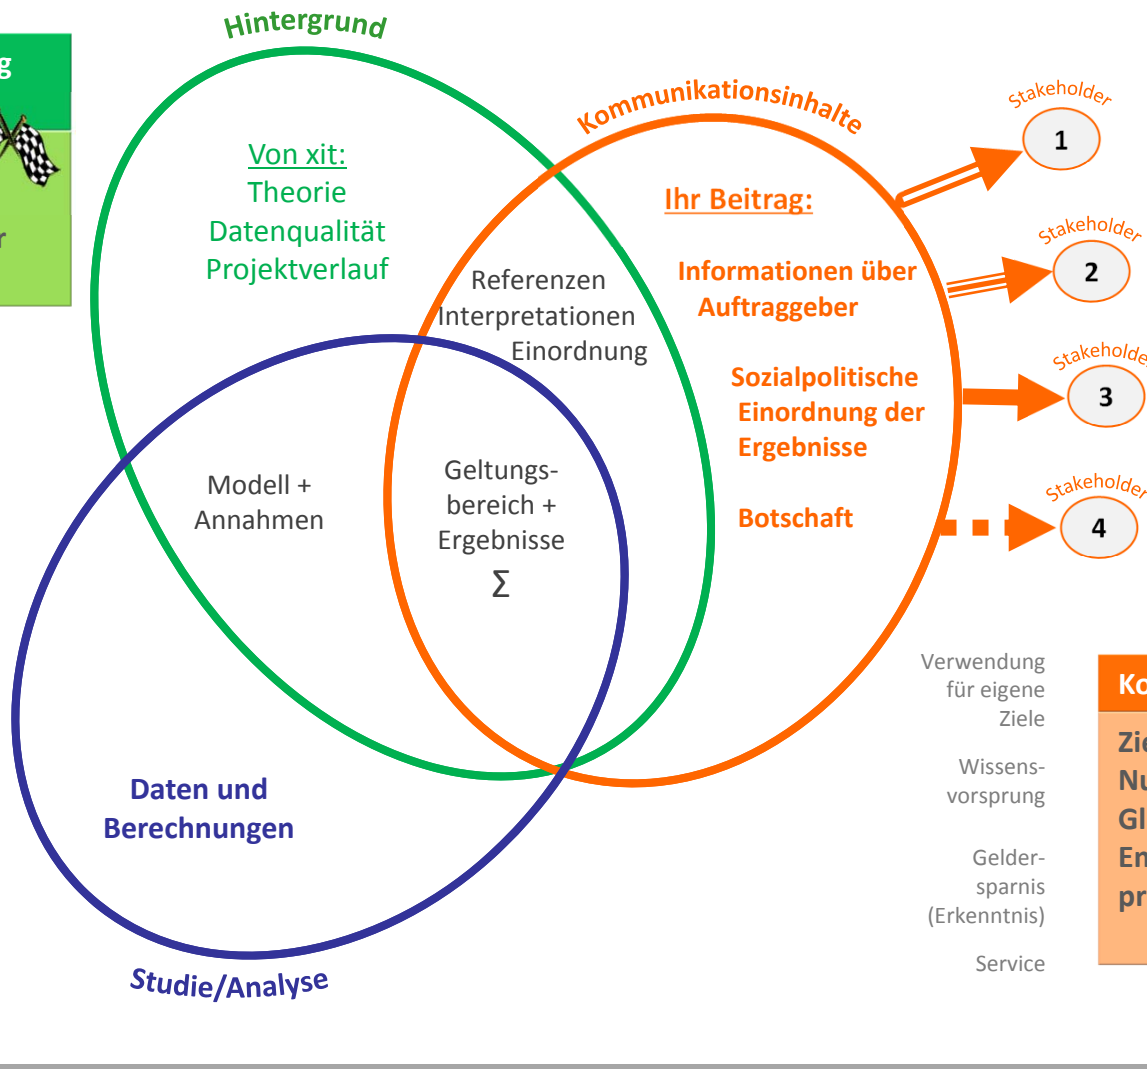 Hintergrund
Von xit:
Theorie
Datenqualität
Projektverlauf
Kommunikationsinhalte
Ihr Beitrag:
Informationen über
Auftraggeber
Sozialpolitische
Einordnung der
Ergebnisse
Botschaft
Referenzen
Interpretationen
Einordnung
Modell +
Annahmen
Geltungs-
bereich +
Ergebnisse
Σ
Daten und
Berechnungen
Studie/Analyse
Stakeholder
1
Stakeholder
2
Stakeholder
3
Stakeholder
4
Verwendung
für eigene
Ziele
Wissens-
vorsprung
Gelder-
sparnis
(Erkenntnis)
Service